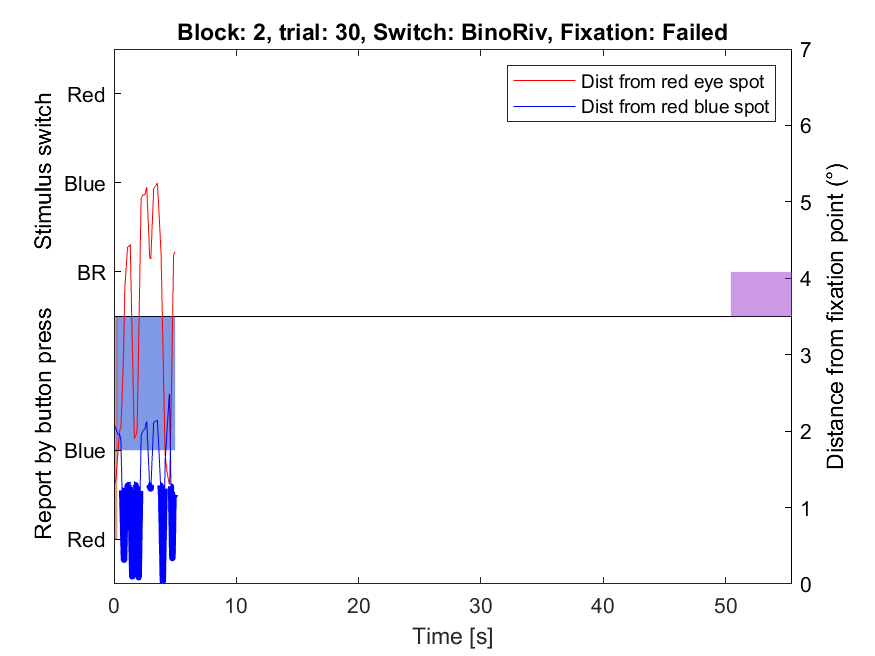 Block: 2, trial: 30, Switch: BinoRiv, Fixation: Failed
Dist from red eye spot
Dist from red blue spot
Stimulus switch
Report by button press
Red
Blue
BR
Blue
Red
7
6
5
4
3
2
1
0
Distance from fixation point (°)
0 10 20 30 40 50
Time [s]